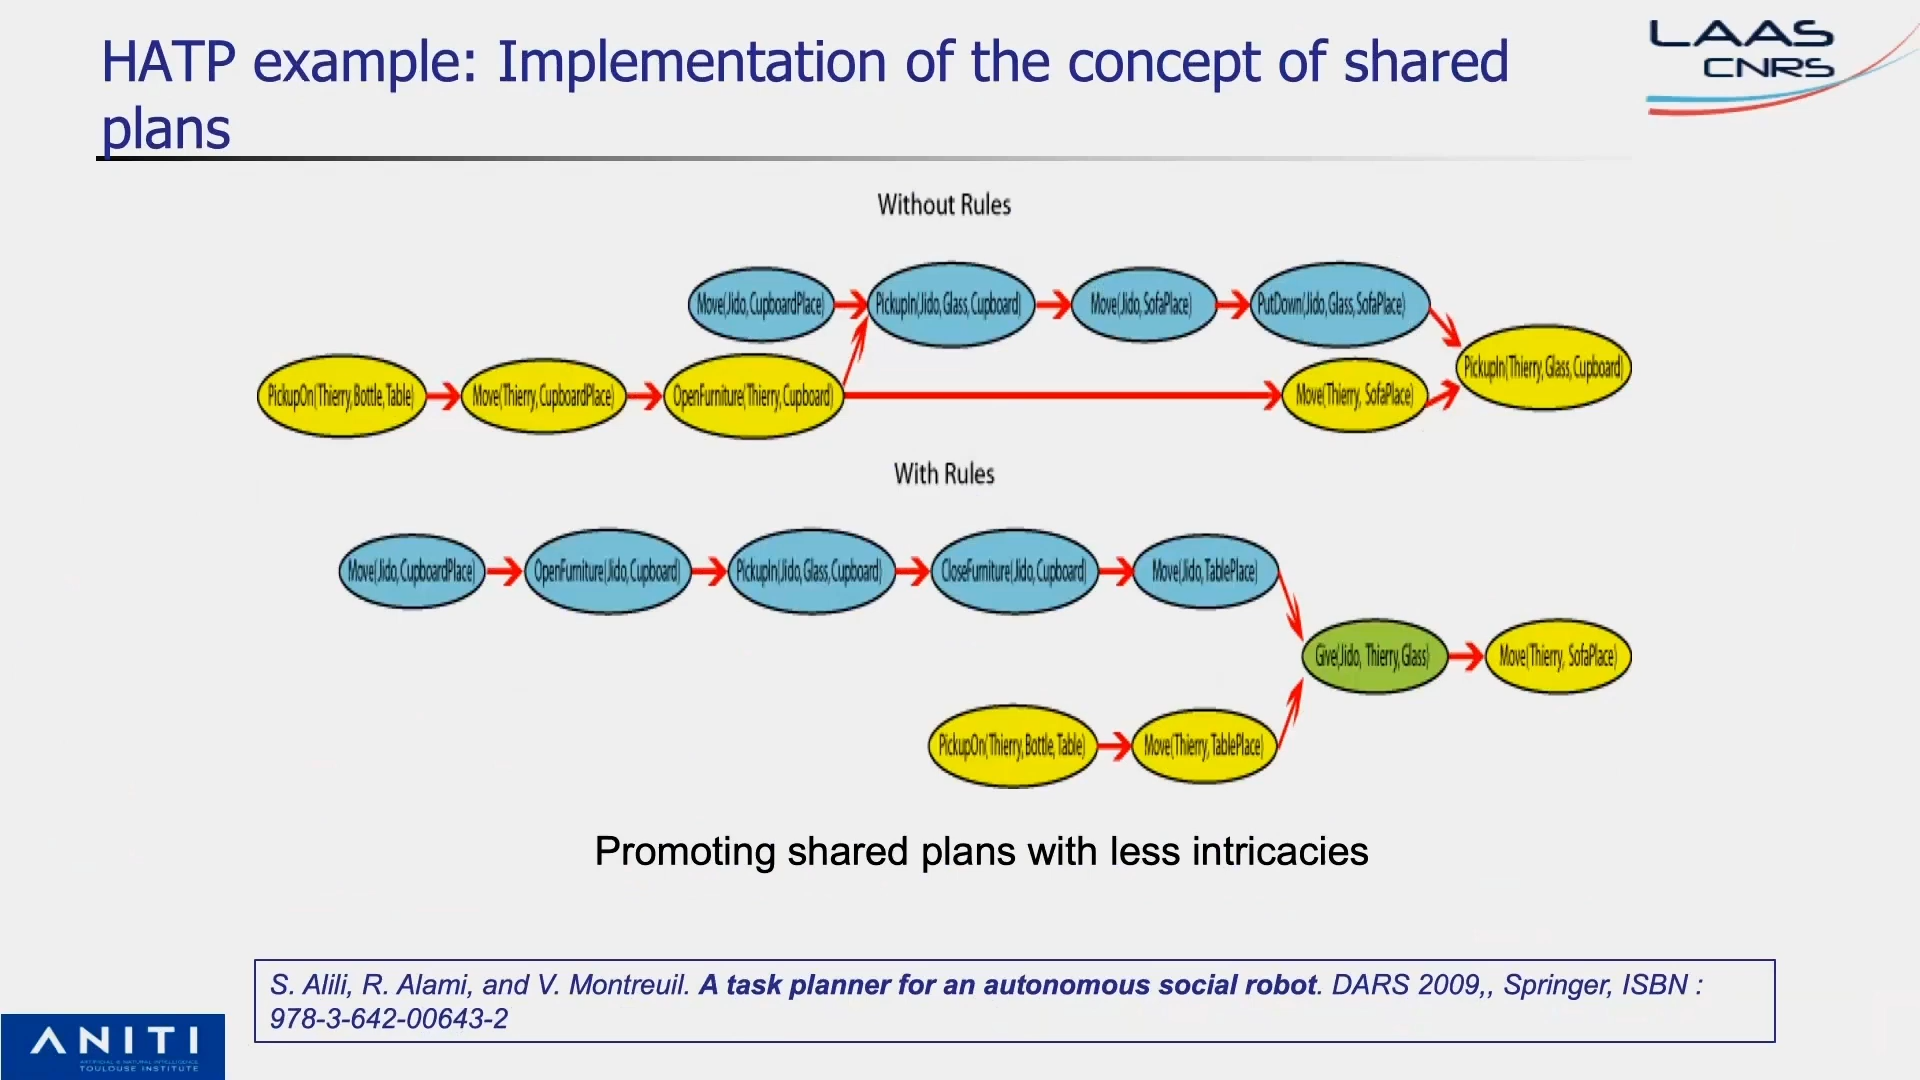 HATP example: Implementation of the concept of shared
plans
LAAS
CNRS
Without Rules
Move(Jido,CupboardPlace)
PickupIn(Jido,Glass,Cupboard)
Move(Jido,SofaPlace)
PutDown(Jido,Glass,SofaPlace)
PickupIn(Thierry,Glass,Cupboard)
PickupOn(Thierry,Bottle,Table)
Move(Thierry,CupboardPlace)
OpenFurniture(Thierry,Cupboard)
Move(Thierry, SofaPlace)
With Rules
Move(Jido,CupboardPlace)
OpenFurniture(Jido,Cupboard)
PickupIn(Jido,Glass,Cupboard)
CloseFurniture(Jido,Cupboard)
Move(Jido,TablePlace)
Give(Jido, Thierry,Glass)
Move(Thierry, SofaPlace)
PickupOn(Thierry,Bottle,Table)
Move(Thierry,TablePlace)
Promoting shared plans with less intricacies
S. Alili, R. Alami, and V. Montreuil. A task planner for an autonomous social robot. DARS 2009,, Springer, ISBN :
978-3-642-00643-2
ANITI
ARTIFICIAL & NATURAL INTELLIGENCE
TOULOUSE INSTITUTE